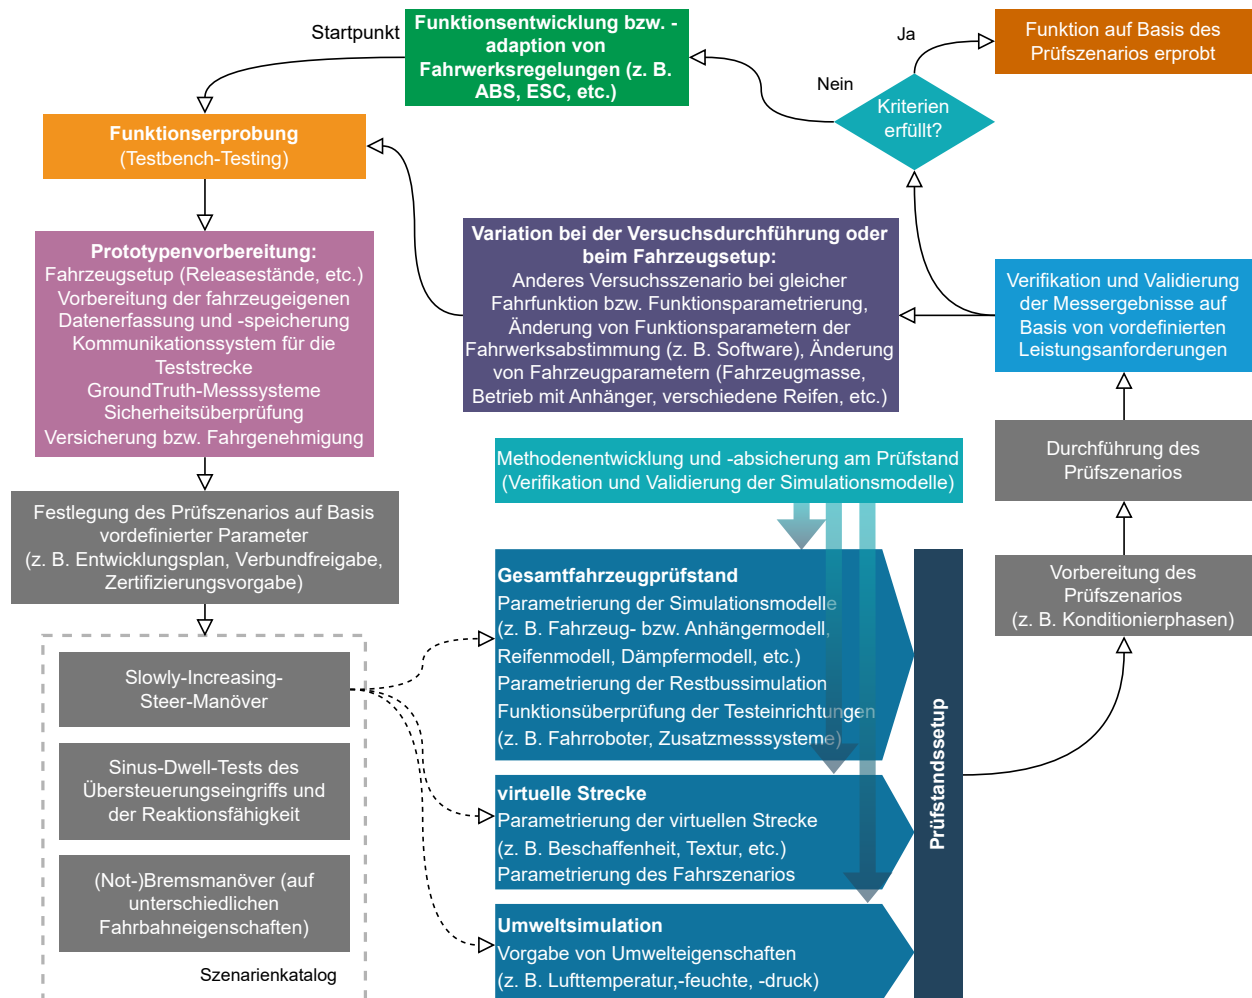 Startpunkt
Funktionsentwicklung bzw. -
adaption von
Fahrwerksregelungen (z. B.
ABS, ESC, etc.)
Ja
Nein
Kriterien
erfüllt?
Funktion auf Basis des
Prüfszenarios erprobt
Funktionserprobung
(Testbench-Testing)
Prototypenvorbereitung:
Fahrzeugsetup (Releasestände, etc.)
Vorbereitung der fahrzeugeigenen
Datenerfassung und -speicherung
Kommunikationssystem für die
Teststrecke
GroundTruth-Messsysteme
Sicherheitsüberprüfung
Versicherung bzw. Fahrgenehmigung
Variation bei der Versuchsdurchführung oder
beim Fahrzeugsetup:
Anderes Versuchsszenario bei gleicher
Fahrfunktion bzw. Funktionsparametrierung,
Änderung von Funktionsparametern der
Fahrwerksabstimmung (z. B. Software), Änderung
von Fahrzeugparametern (Fahrzeugmasse,
Betrieb mit Anhänger, verschiedene Reifen, etc.)
Verifikation und Validierung
der Messergebnisse auf
Basis von vordefinierten
Leistungsanforderungen
Durchführung des
Prüfszenarios
Vorbereitung des
Prüfszenarios
(z. B. Konditionierphasen)
Methodenentwicklung und -absicherung am Prüfstand
(Verifikation und Validierung der Simulationsmodelle)
Festlegung des Prüfszenarios auf Basis
vordefinierter Parameter
(z. B. Entwicklungsplan, Verbundfreigabe,
Zertifizierungsvorgabe)
Slowly-Increasing-
Steer-Manöver
Sinus-Dwell-Tests des
Übersteuerungseingriffs und
der Reaktionsfähigkeit
(Not-)Bremsmanöver (auf
unterschiedlichen
Fahrbahneigenschaften)
Szenarienkatalog
Gesamtfahrzeugprüfstand
Parametrierung der Simulationsmodelle
(z. B. Fahrzeug- bzw. Anhängermodell,
Reifenmodell, Dämpfermodell, etc.)
Parametrierung der Restbussimulation
Funktionsüberprüfung der Testeinrichtungen
(z. B. Fahrroboter, Zusatzmesssysteme)
virtuelle Strecke
Parametrierung der virtuellen Strecke
(z. B. Beschaffenheit, Textur, etc.)
Parametrierung des Fahrszenarios
Umweltsimulation
Vorgabe von Umwelteigenschaften
(z. B. Lufttemperatur,-feuchte, -druck)
Prüfstandssetup